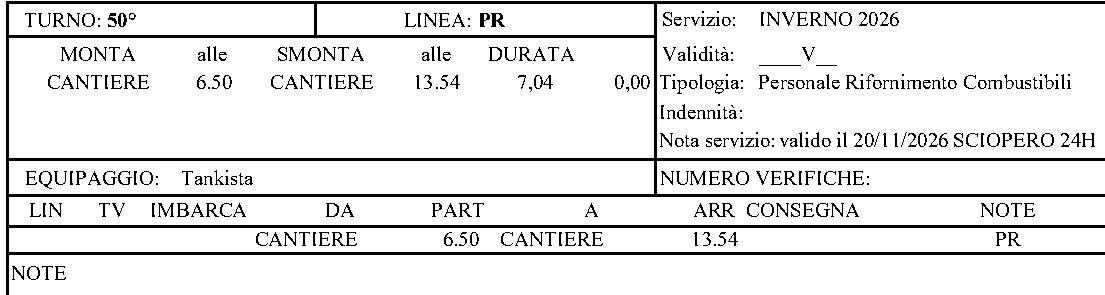 TURNO: 50° LINEA: PR Servizio: INVERNO 2026
MONTA alle SMONTA alle DURATA Validità: ____V__
CANTIERE 6.50 CANTIERE 13.54 7,04 0,00 Tipologia: Personale Rifornimento Combustibili
Indennità:
Nota servizio: valido il 20/11/2026 SCIOPERO 24H
EQUIPAGGIO: Tankista NUMERO VERIFICHE:
LIN TV IMBARCA DA PART A ARR CONSEGNA NOTE
CANTIERE 6.50 CANTIERE 13.54 PR
NOTE